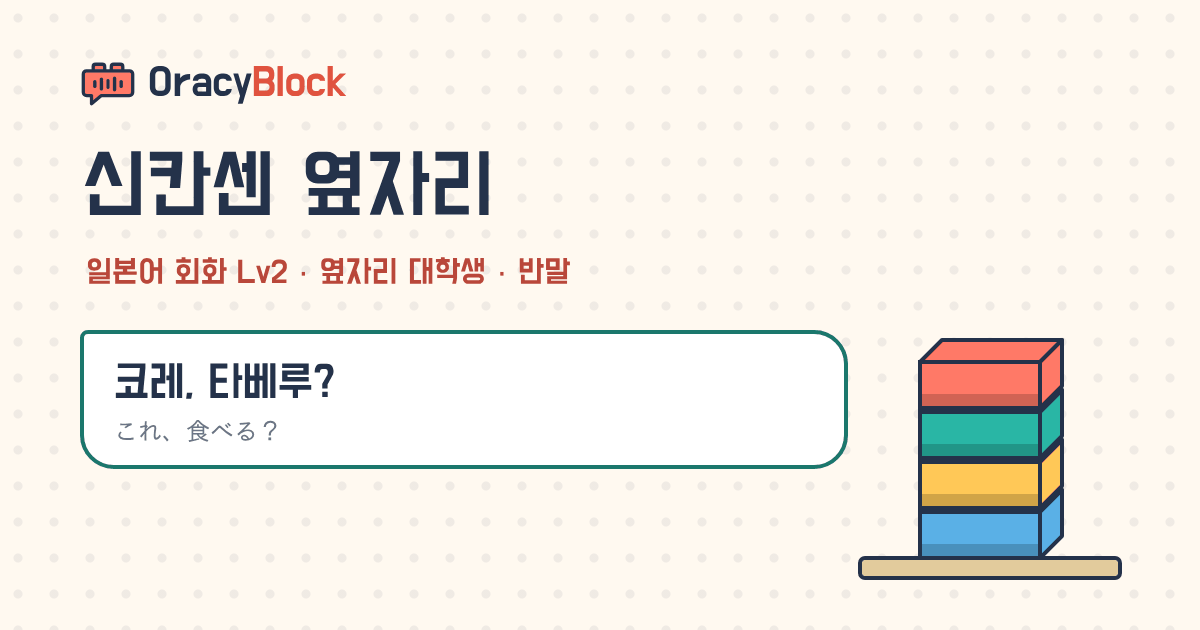 OracyBlock
신칸센 옆자리
일본어 회화 Lv2 · 옆자리 대학생 · 반말
코레, 타베루?
これ、食べる？